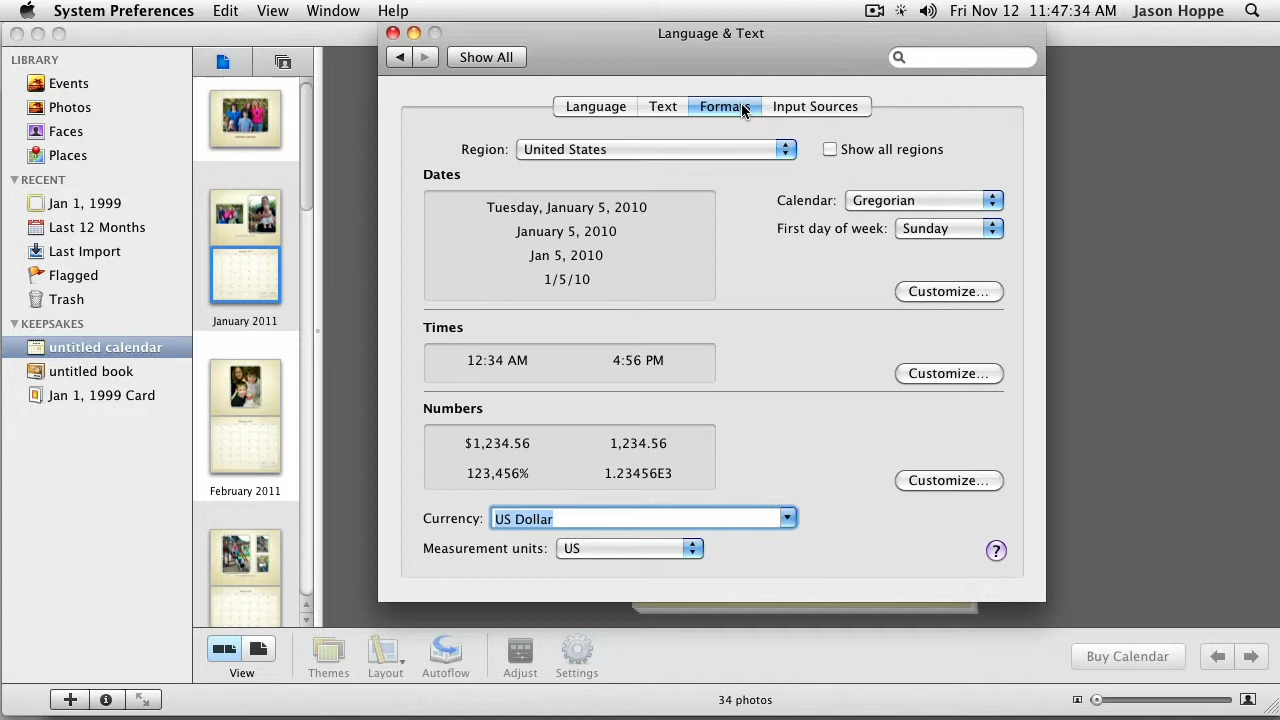 System Preferences Edit View Window Help Fri Nov 12 11:47:34 AM Jason Hoppe
Language & Text
Show All
LIBRARY
Events
Photos
Faces
Places
RECENT
Jan 1, 1999
Last 12 Months
Last Import
Flagged
Trash
KEEPSAKES
untitled calendar
untitled book
Jan 1, 1999 Card
January 2011
February 2011
Language Text Formats Input Sources
Region: United States Show all regions
Dates
Tuesday, January 5, 2010
January 5, 2010
Jan 5, 2010
1/5/10
Calendar: Gregorian
First day of week: Sunday
Customize...
Times
12:34 AM 4:56 PM
Customize...
Numbers
$1,234.56 1,234.56
123,456% 1.23456E3
Customize...
Currency: US Dollar
Measurement units: US
?
View Themes Layout Autoflow Adjust Settings
Buy Calendar
34 photos